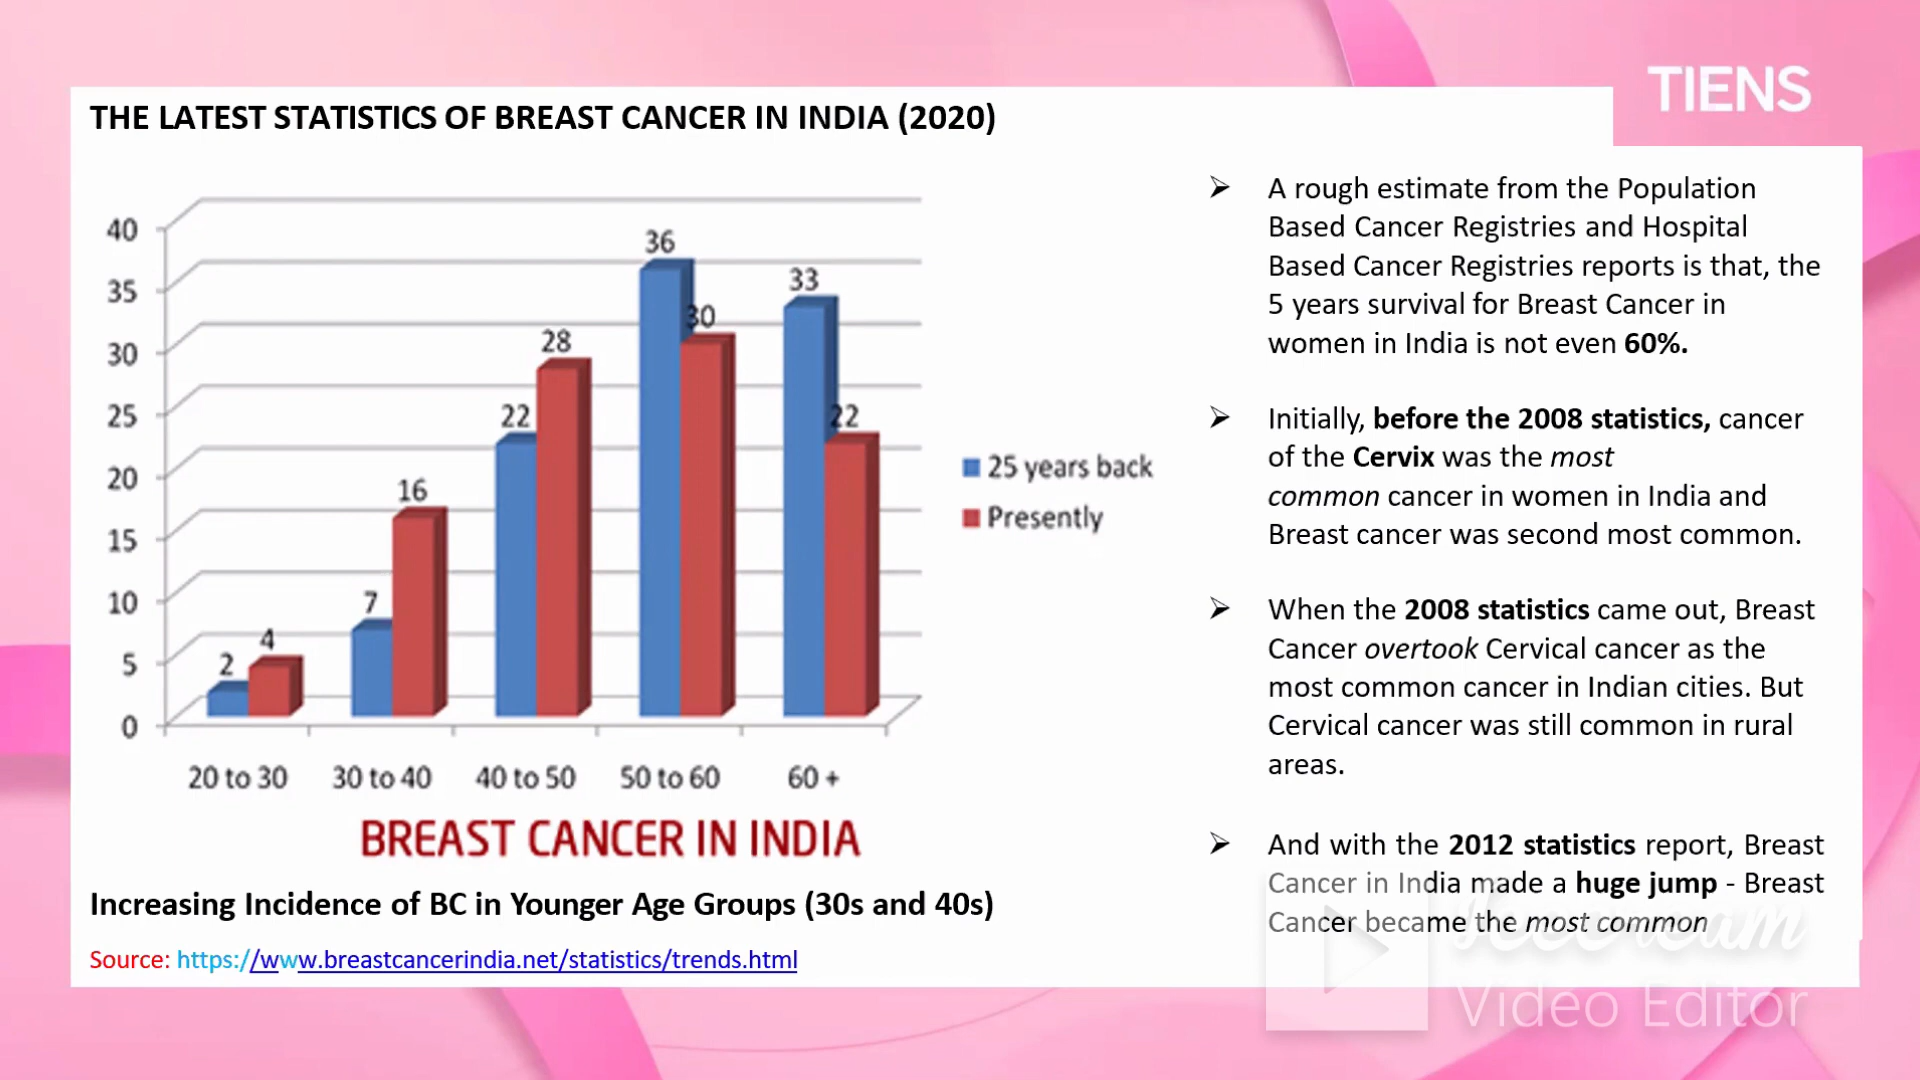 TIENS
THE LATEST STATISTICS OF BREAST CANCER IN INDIA (2020)
40
35
30
25
20
15
10
5
0
2
4
7
16
22
28
36
30
33
22
20 to 30
30 to 40
40 to 50
50 to 60
60 +
25 years back
Presently
BREAST CANCER IN INDIA
Increasing Incidence of BC in Younger Age Groups (30s and 40s)
Source: https://www.breastcancerindia.net/statistics/trends.html
➢ A rough estimate from the Population
Based Cancer Registries and Hospital
Based Cancer Registries reports is that, the
5 years survival for Breast Cancer in
women in India is not even 60%.
➢ Initially, before the 2008 statistics, cancer
of the Cervix was the most
common cancer in women in India and
Breast cancer was second most common.
➢ When the 2008 statistics came out, Breast
Cancer overtook Cervical cancer as the
most common cancer in Indian cities. But
Cervical cancer was still common in rural
areas.
➢ And with the 2012 statistics report, Breast
Cancer in India made a huge jump - Breast
Cancer became the most common
Icecream
Video Editor